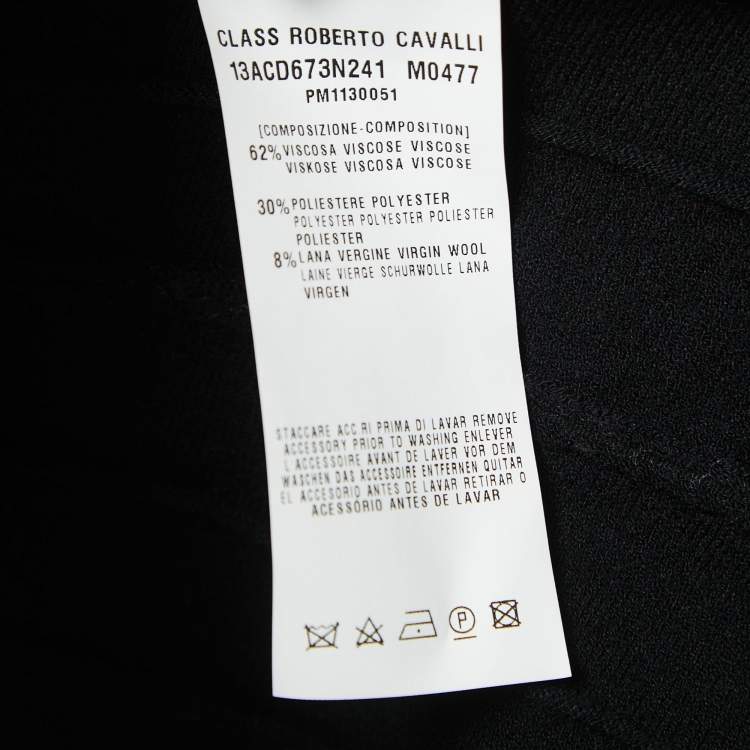 CLASS ROBERTO CAVALLI
13ACD673N241 M0477
PM1130051
[COMPOSIZIONE-COMPOSITION]
62% VISCOSA VISCOSE VISCOSE
VISKOSE VISCOSA VISCOSE
30% POLIESTERE POLYESTER
POLYESTER POLYESTER POLIESTER
POLIESTER
8% LANA VERGINE VIRGIN WOOL
LAINE VIERGE SCHURWOLLE LANA
VIRGEN
STACCARE ACC.RI PRIMA DI LAVAR REMOVE
ACCESSORY PRIOR TO WASHING ENLEVER
L ACCESSOIRE AVANT DE LAVER VOR DEM
WASCHEN DAS ACCESSOIRE ENTFERNEN QUITAR
EL ACCESORIO ANTES DE LAVAR RETIRAR O
ACESSÓRIO ANTES DE LAVAR
P